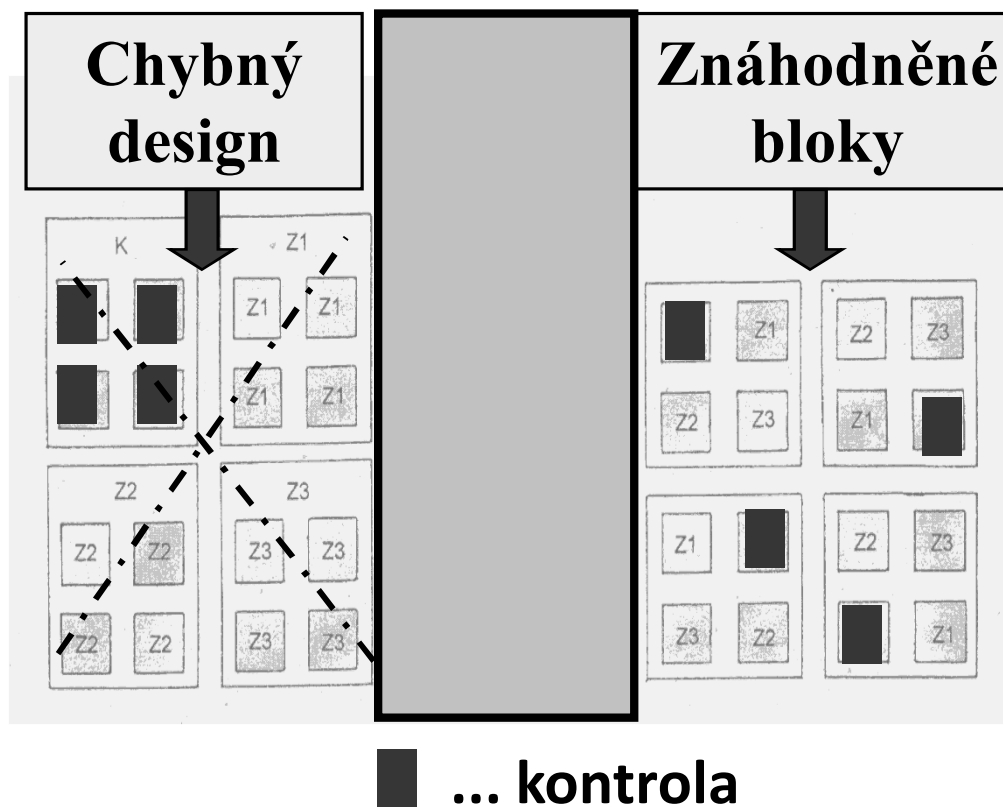 Chybný
design
Znáhodněné
bloky
K
Z1
Z1 Z1
Z1 Z1
Z2
Z3
Z2 Z2
Z3 Z3
Z2 Z2
Z3 Z3
Z1
Z2 Z3
Z2 Z3
Z1
Z1
Z2 Z3
Z3 Z2
Z1
... kontrola